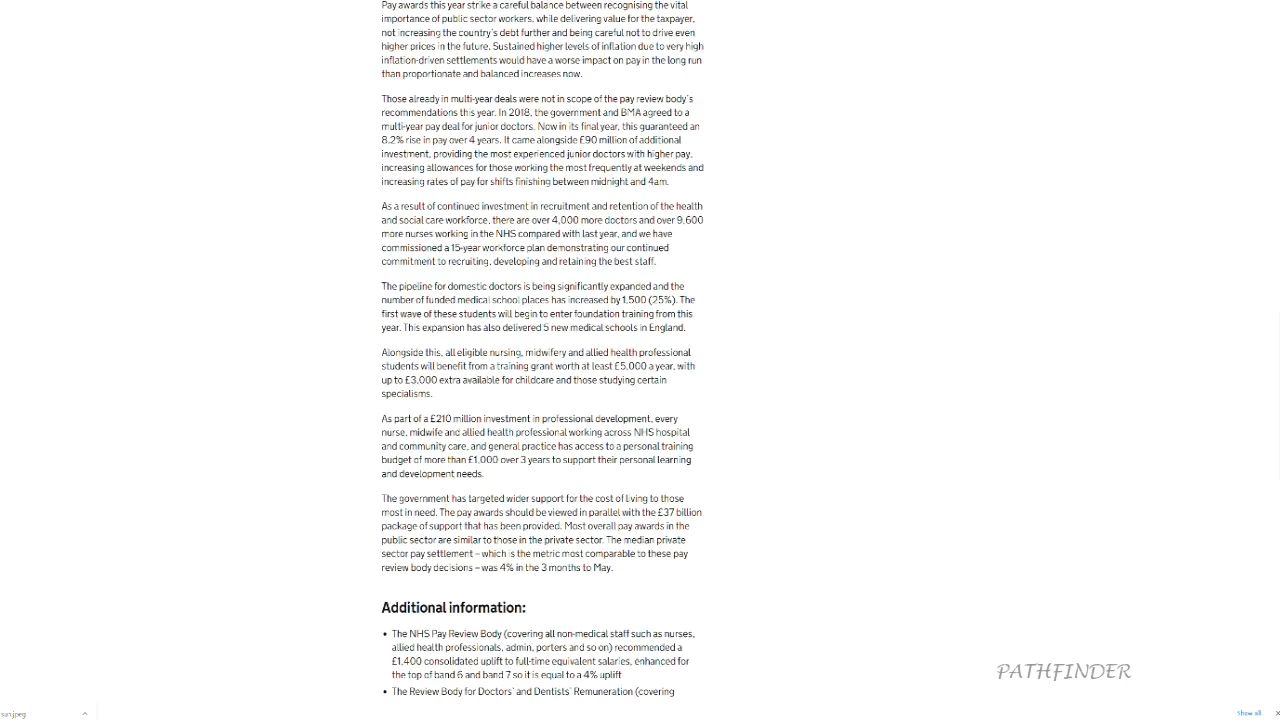 Pay awards this year strike a careful balance between recognising the vital
importance of public sector workers, while delivering value for the taxpayer,
not increasing the country's debt further and being careful not to drive even
higher prices in the future. Sustained higher levels of inflation due to very high
inflation-driven settlements would have a worse impact on pay in the long run
than proportionate and balanced increases now.
Those already in multi-year deals were not in scope of the pay review body's
recommendations this year. In 2018, the government and BMA agreed to a
multi-year pay deal for junior doctors. Now in its final year, this guaranteed an
8.2% rise in pay over 4 years. It came alongside £90 million of additional
investment, providing the most experienced junior doctors with higher pay,
increasing allowances for those working the most frequently at weekends and
increasing rates of pay for shifts finishing between midnight and 4am.
As a result of continued investment in recruitment and retention of the health
and social care workforce, there are over 4,000 more doctors and over 9,600
more nurses working in the NHS compared with last year, and we have
commissioned a 15-year workforce plan demonstrating our continued
commitment to recruiting, developing and retaining the best staff.
The pipeline for domestic doctors is being significantly expanded and the
number of funded medical school places has increased by 1,500 (25%). The
first wave of these students will begin to enter foundation training from this
year. This expansion has also delivered 5 new medical schools in England.
Alongside this, all eligible nursing, midwifery and allied health professional
students will benefit from a training grant worth at least £5,000 a year, with
up to £3,000 extra available for childcare and those studying certain
specialisms.
As part of a £210 million investment in professional development, every
nurse, midwife and allied health professional working across NHS hospital
and community care, and general practice has access to a personal training
budget of more than £1,000 over 3 years to support their personal learning
and development needs.
The government has targeted wider support for the cost of living to those
most in need. The pay awards should be viewed in parallel with the £37 billion
package of support that has been provided. Most overall pay awards in the
public sector are similar to those in the private sector. The median private
sector pay settlement – which is the metric most comparable to these pay
review body decisions – was 4% in the 3 months to May.
Additional information:
• The NHS Pay Review Body (covering all non-medical staff such as nurses,
allied health professionals, admin, porters and so on) recommended a
£1,400 consolidated uplift to full-time equivalent salaries, enhanced for
the top of band 6 and band 7 so it is equal to a 4% uplift
• The Review Body for Doctors' and Dentists' Remuneration (covering
PATHFINDER
sun.jpeg
Show all